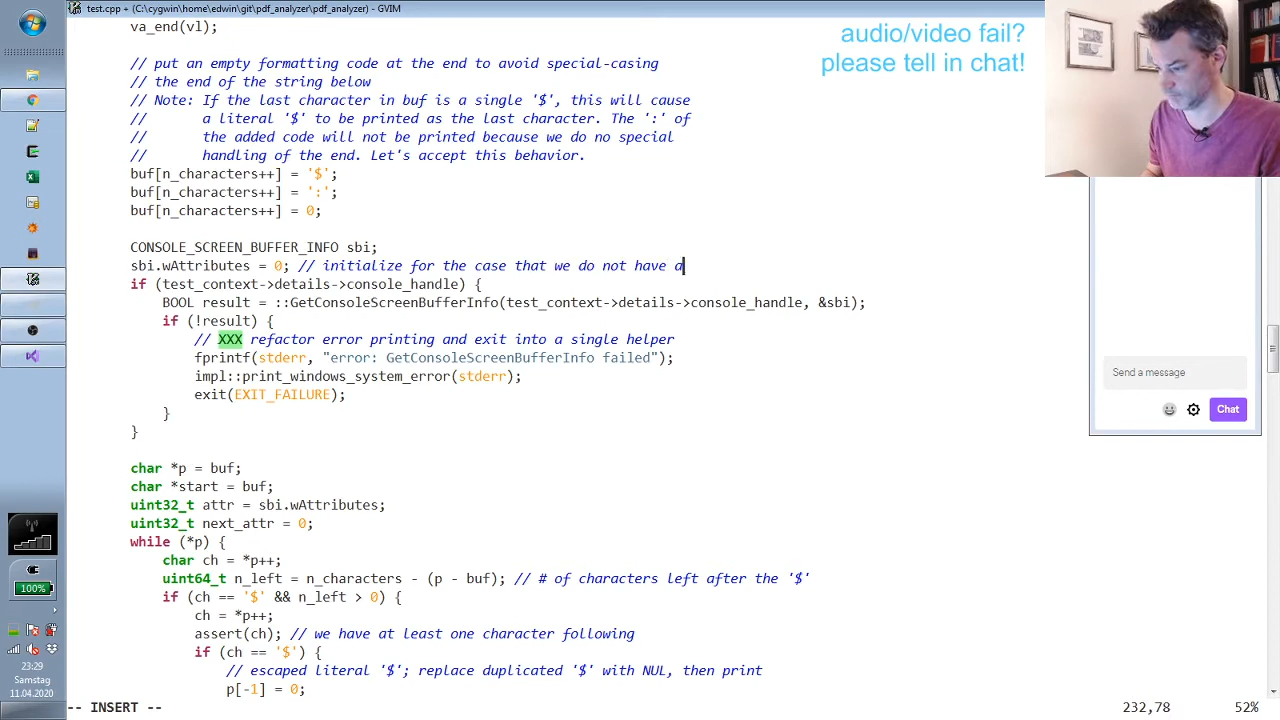 test.cpp + (C:\cygwin\home\edwin\git\pdf_analyzer\pdf_analyzer) - GVIM
va_end(vl);
audio/video fail?
please tell in chat!
// put an empty formatting code at the end to avoid special-casing
// the end of the string below
// Note: If the last character in buf is a single '$', this will cause
//       a literal '$' to be printed as the last character. The ':' of
//       the added code will not be printed because we do no special
//       handling of the end. Let's accept this behavior.
buf[n_characters++] = '$';
buf[n_characters++] = ':';
buf[n_characters++] = 0;
CONSOLE_SCREEN_BUFFER_INFO sbi;
sbi.wAttributes = 0; // initialize for the case that we do not have a
if (test_context->details->console_handle) {
    BOOL result = ::GetConsoleScreenBufferInfo(test_context->details->console_handle, &sbi);
    if (!result) {
        // XXX refactor error printing and exit into a single helper
        fprintf(stderr, "error: GetConsoleScreenBufferInfo failed");
        impl::print_windows_system_error(stderr);
        exit(EXIT_FAILURE);
    }
}
char *p = buf;
char *start = buf;
uint32_t attr = sbi.wAttributes;
uint32_t next_attr = 0;
while (*p) {
    char ch = *p++;
    uint64_t n_left = n_characters - (p - buf); // # of characters left after the '$'
    if (ch == '$' && n_left > 0) {
        ch = *p++;
        assert(ch); // we have at least one character following
        if (ch == '$') {
            // escaped literal '$'; replace duplicated '$' with NUL, then print
            p[-1] = 0;
-- INSERT --
232,78
52%
Send a message
Chat
100%
23:29
Samstag
11.04.2020